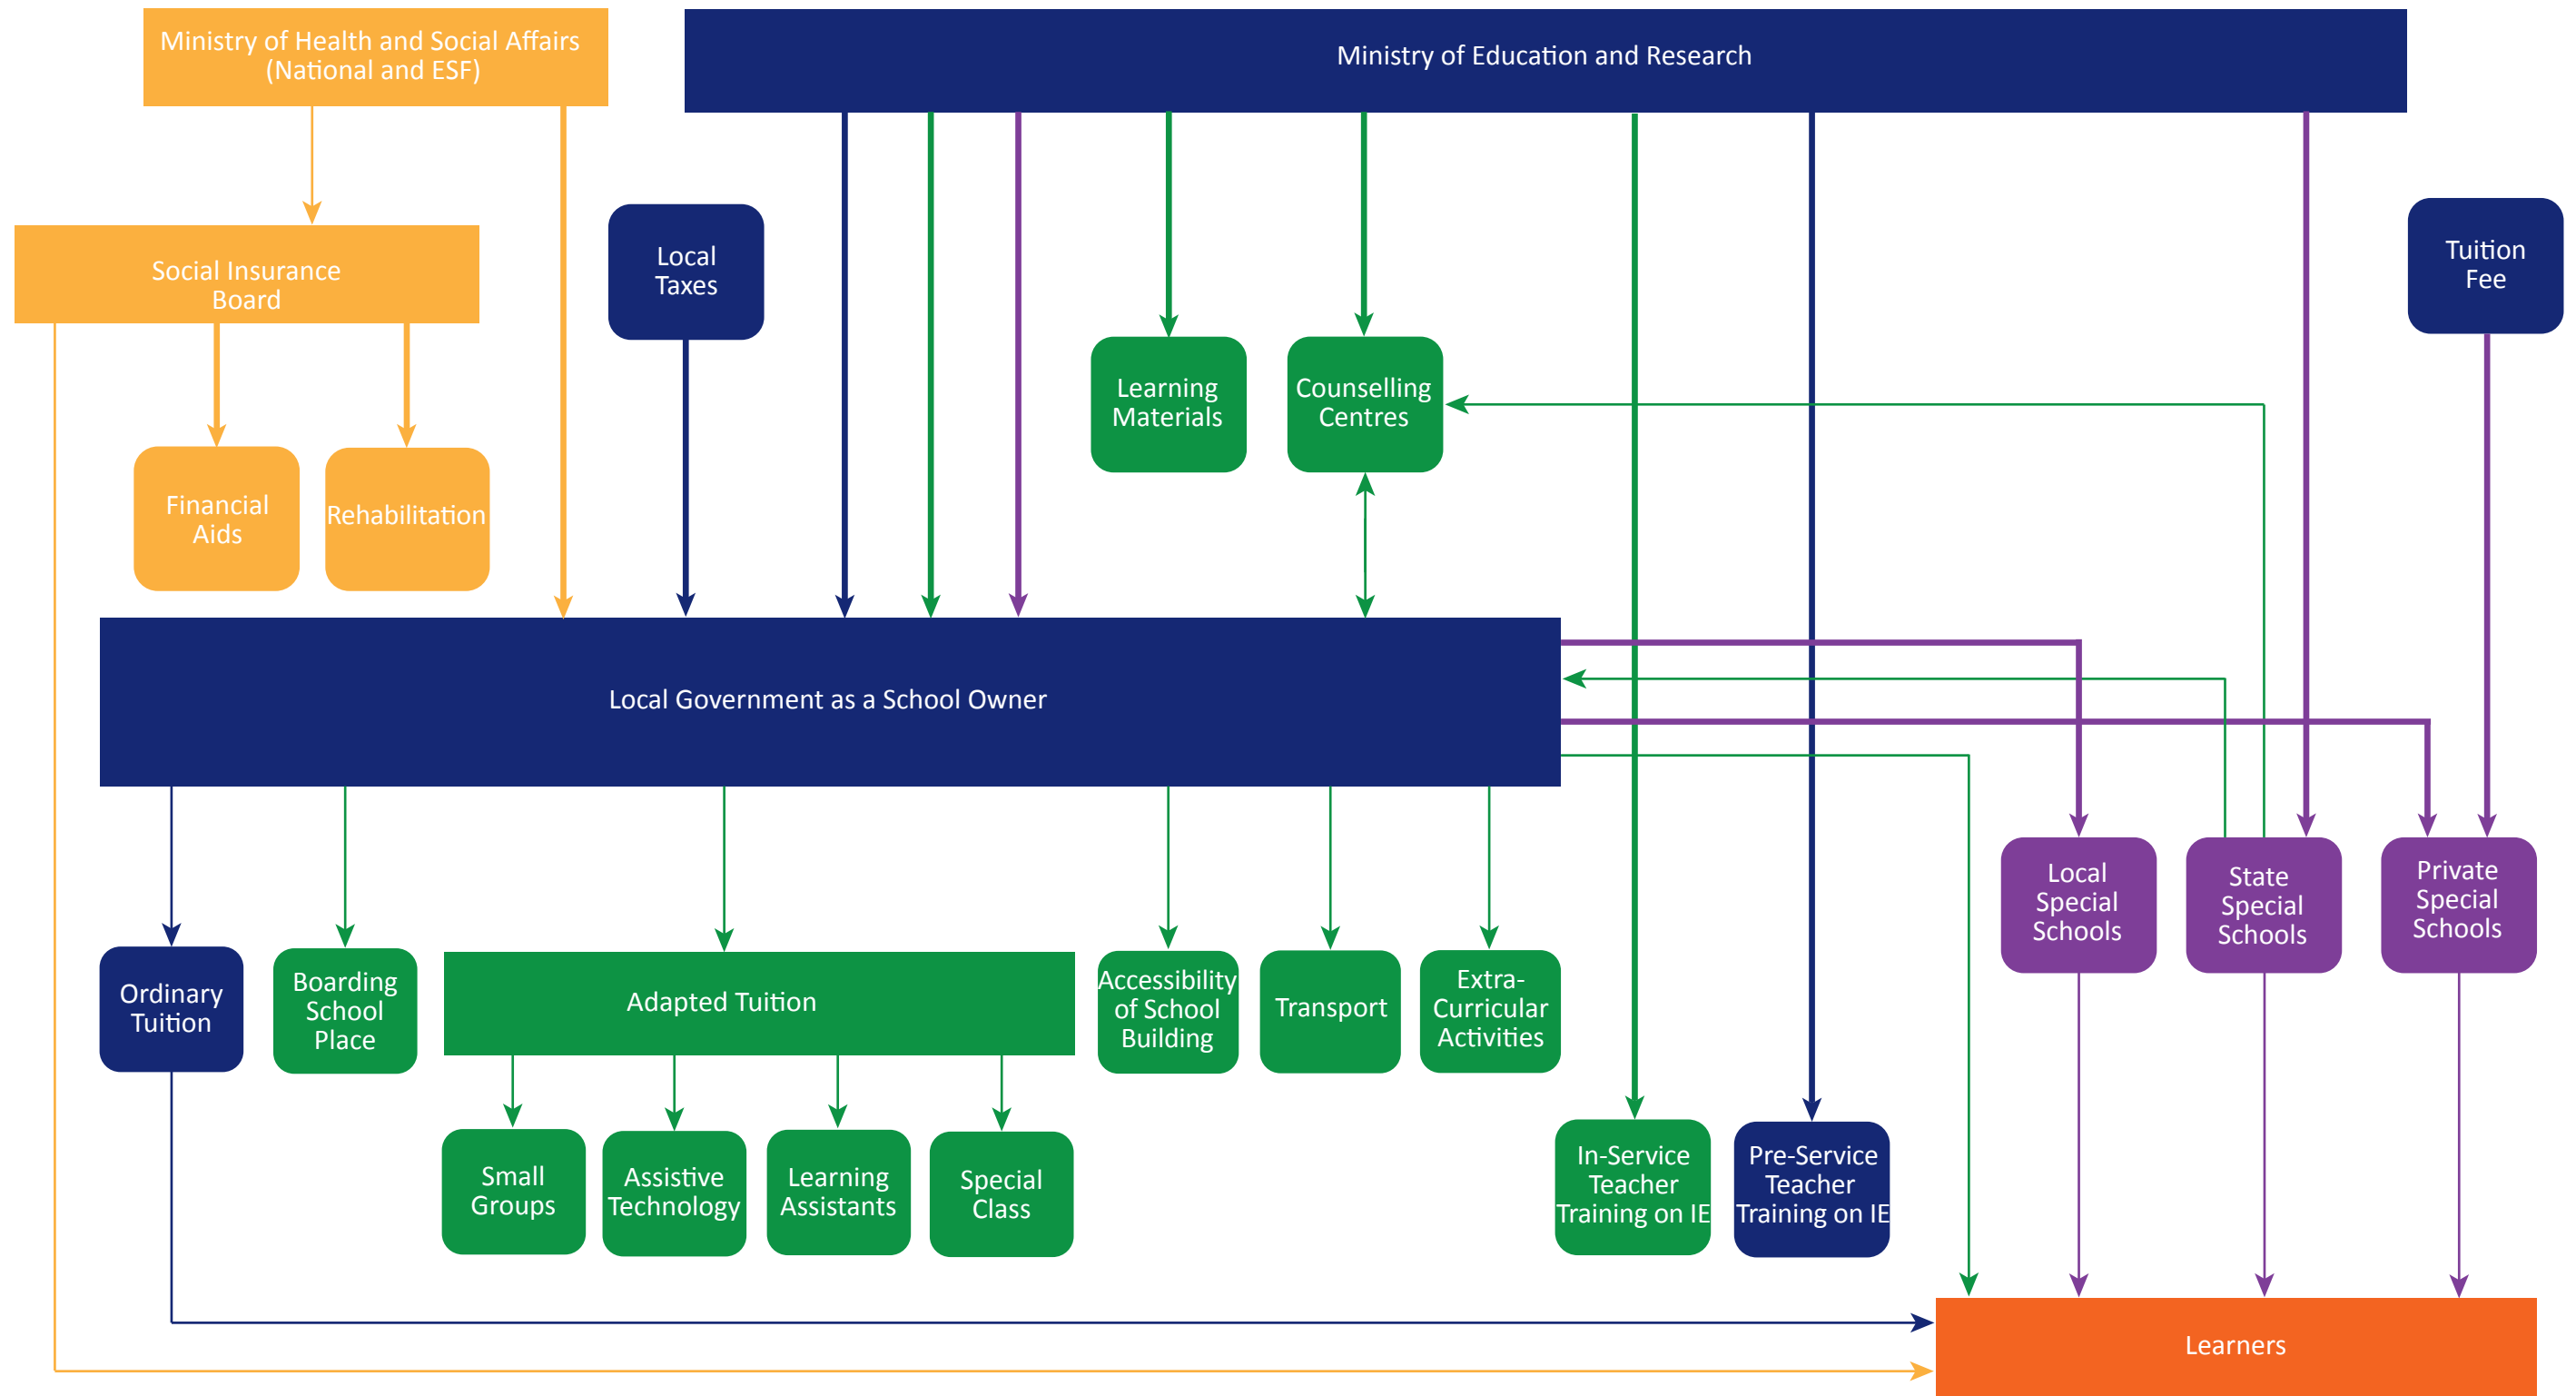 Ministry of Health and Social Affairs
(National and ESF)
Ministry of Education and Research
Social Insurance
Board
Local
Taxes
Tuition
Fee
Learning
Materials
Counselling
Centres
Financial
Aids
Rehabilitation
Local Government as a School Owner
Ordinary
Tuition
Boarding
School
Place
Adapted Tuition
Accessibility
of School
Building
Transport
Extra-
Curricular
Activities
Local
Special
Schools
State
Special
Schools
Private
Special
Schools
Small
Groups
Assistive
Technology
Learning
Assistants
Special
Class
In-Service
Teacher
Training on IE
Pre-Service
Teacher
Training on IE
Learners